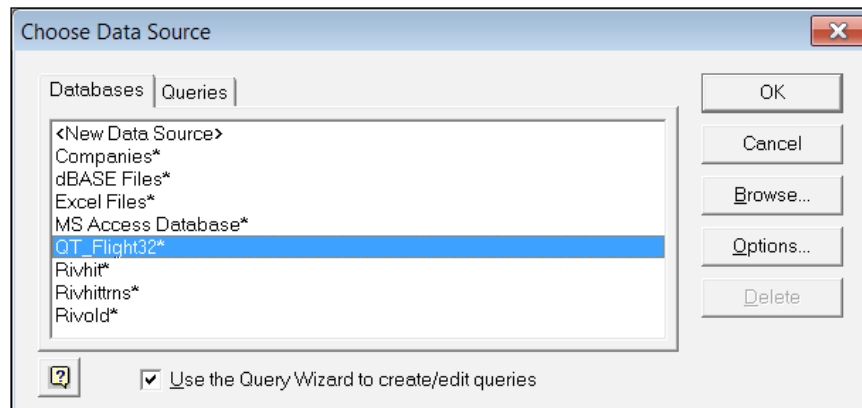 Choose Data Source
Databases
Queries
<New Data Source>
Companies*
dBASE Files*
Excel Files*
MS Access Database*
QT_Flight32*
Rivhit*
Rivhittrns*
Rivold*
OK
Cancel
Browse...
Options...
Delete
Use the Query Wizard to create/edit queries